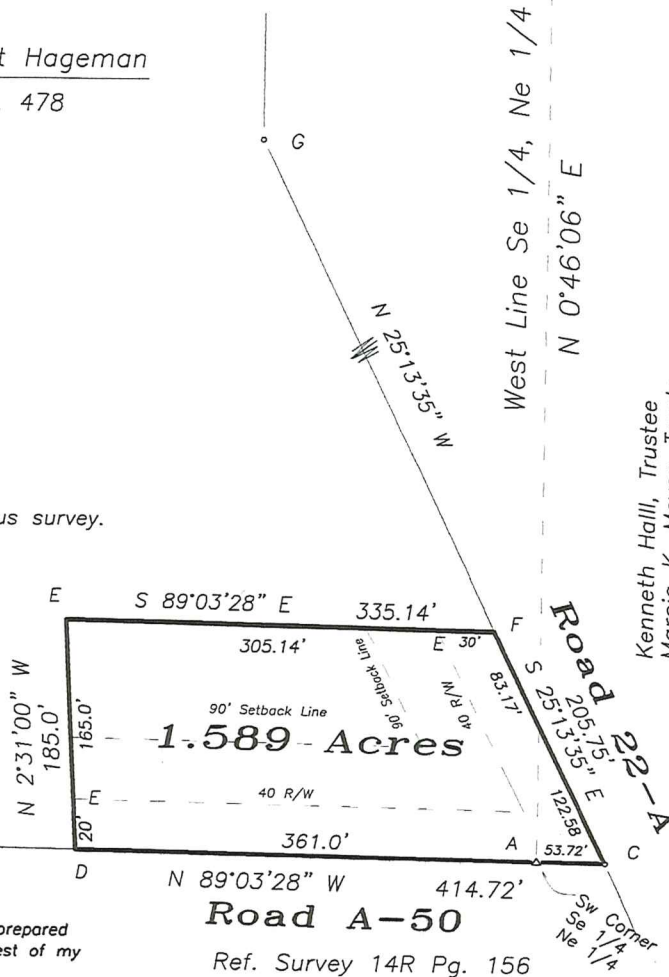 t Hageman
478
G
West Line Se 1/4, Ne 1/4
N 0°46'06" E
N 25°13'35" W
us survey.
Kenneth Halll, Trustee
E
S 89°03'28" E
335.14'
F
305.14'
E 30'
Road 22-A
205.75'
S 25°13'35" E
83.17'
122.58
90' Setback Line
40 R/W
N 2°31'00" W
185.0'
165.0'
90' Setback Line
1.589 Acres
E
40 R/W
20'
361.0'
A
53.72'
C
D
N 89°03'28" W
414.72'
Sw Corner
Se 1/4
Ne 1/4
Road A-50
prepared
est of my
Ref. Survey 14R Pg. 156